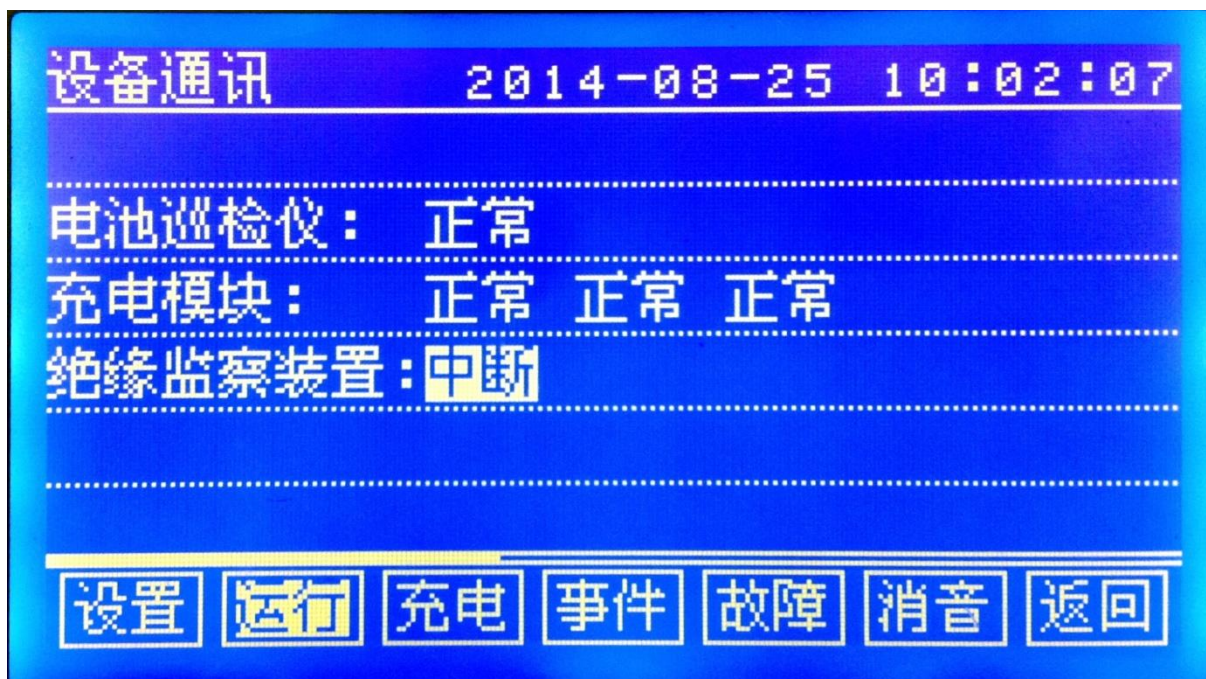 设备通讯 2014-08-25 10:02:07
电池巡检仪: 正常
充电模块: 正常 正常 正常
绝缘监察装置:中断
设置 运行 充电 事件 故障 消音 返回